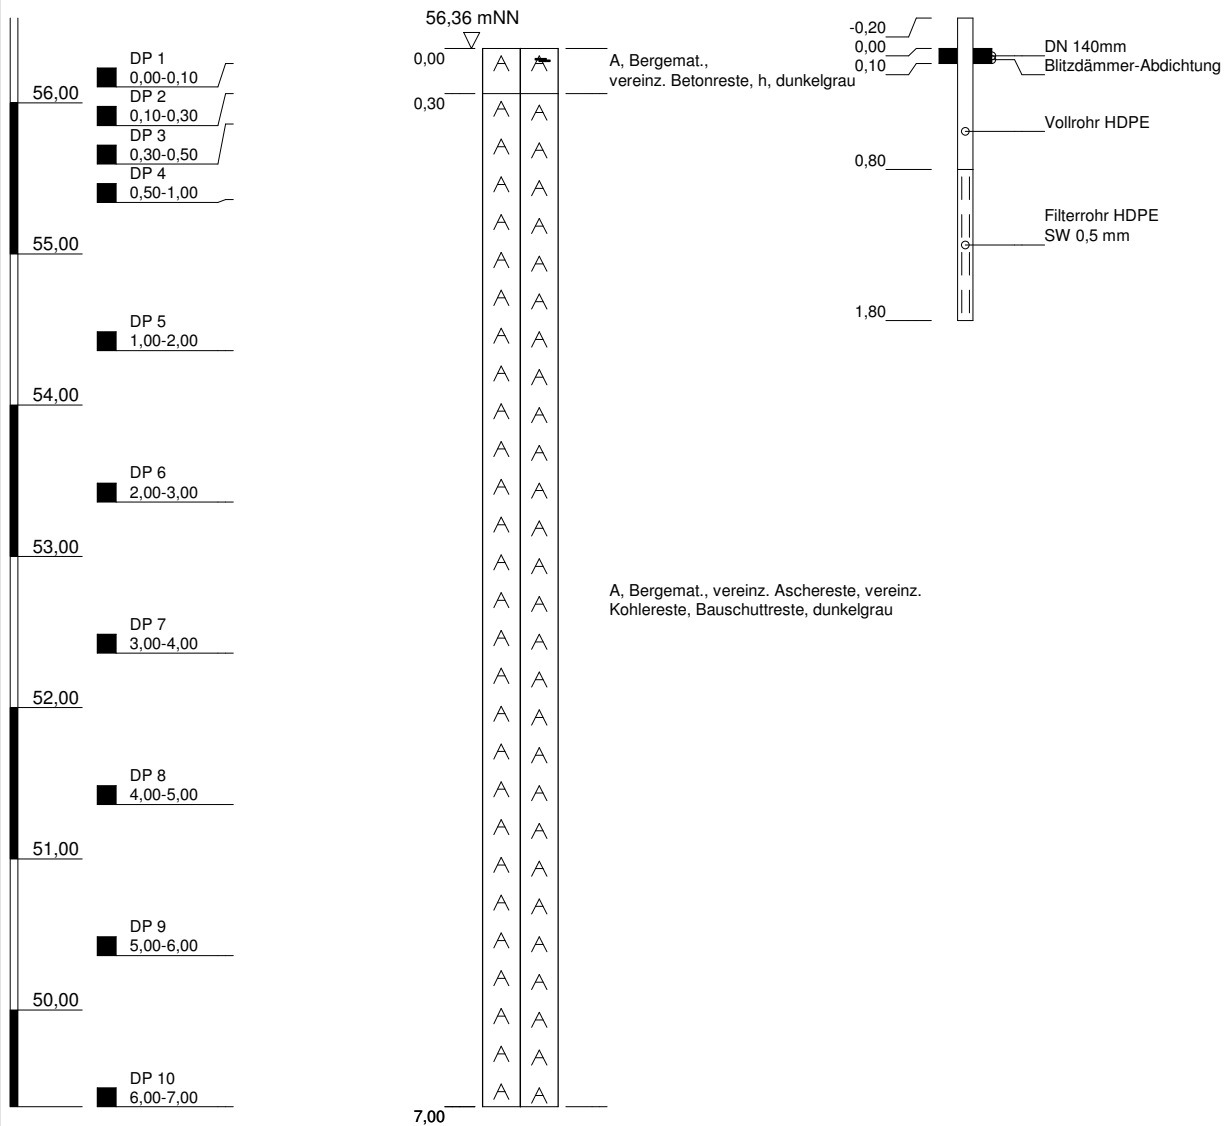 56,36 mNN
56,00
55,00
54,00
53,00
52,00
51,00
50,00
DP 1
0,00-0,10
DP 2
0,10-0,30
DP 3
0,30-0,50
DP 4
0,50-1,00
DP 5
1,00-2,00
DP 6
2,00-3,00
DP 7
3,00-4,00
DP 8
4,00-5,00
DP 9
5,00-6,00
DP 10
6,00-7,00
0,00
0,30
7,00
A, Bergemat.,
vereinz. Betonreste, h, dunkelgrau
A, Bergemat., vereinz. Aschereste, vereinz.
Kohlereste, Bauschuttreste, dunkelgrau
-0,20
0,00
0,10
0,80
1,80
DN 140mm
Blitzdämmer-Abdichtung
Vollrohr HDPE
Filterrohr HDPE
SW 0,5 mm